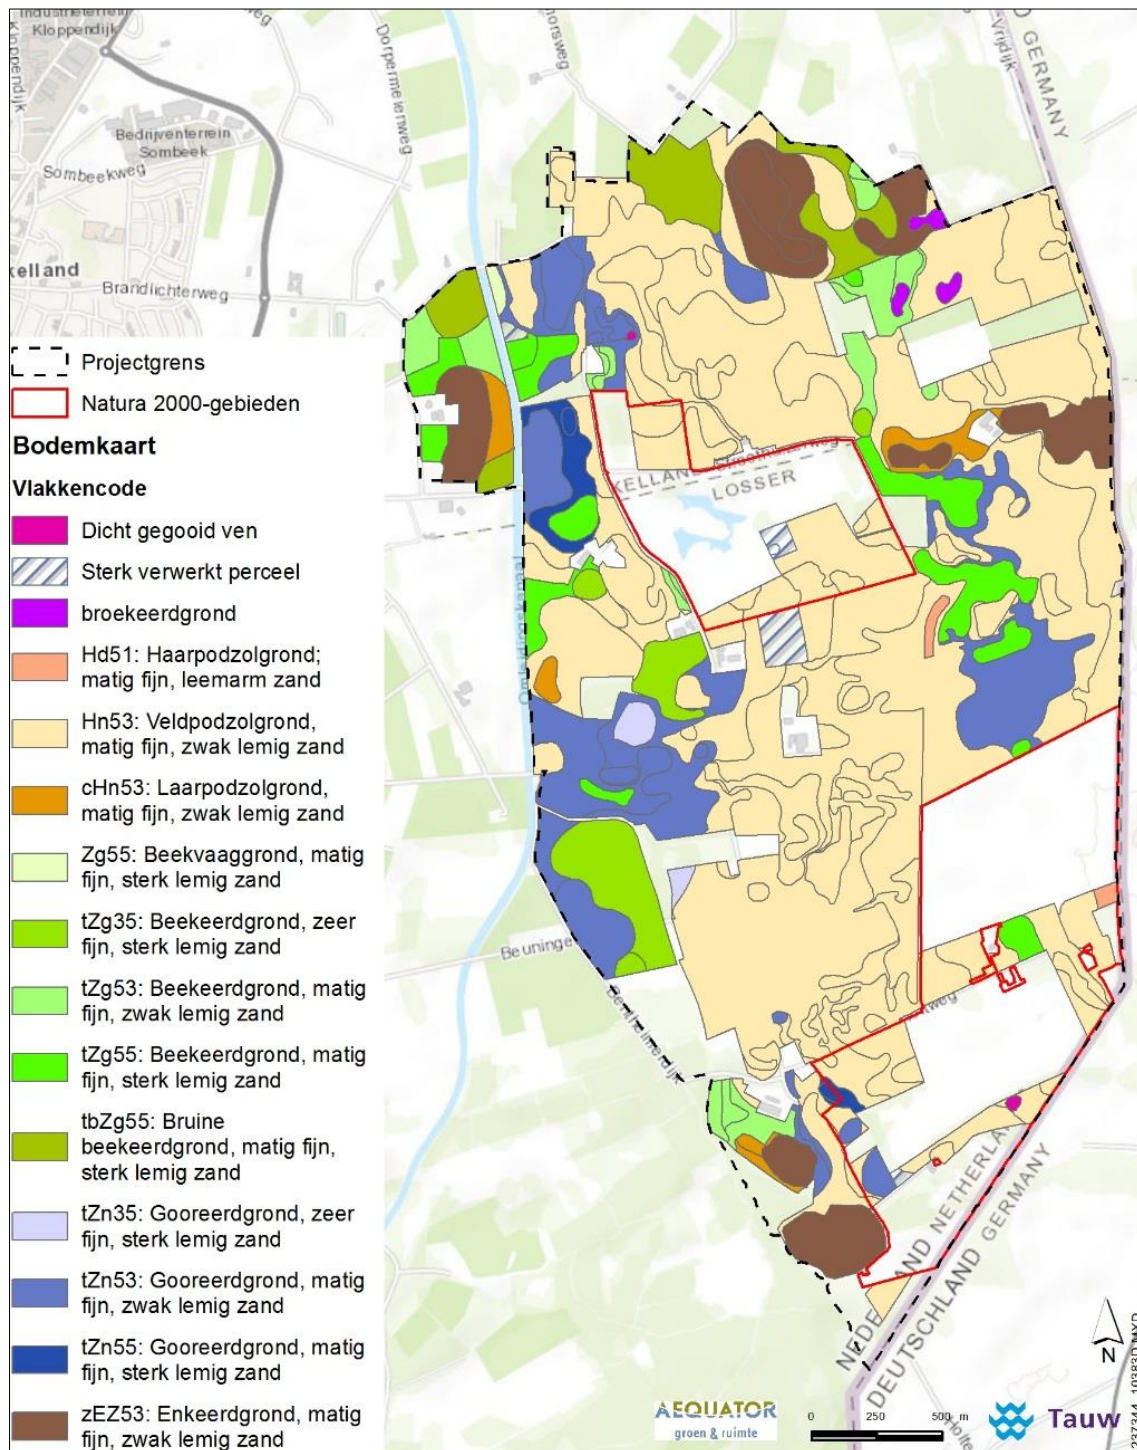 Industrieterrein
Kloppendijk
Kloppendijk
Bedrijventerrein
Sombeek
Sombeekweg
Dorpermeienweg
Vrijdijk
GERMANY
kelland
Brandlichterweg
KELLAND
LOSSER
Beuninge
Bentheimerdijk
NEDERLAND NETHERLAND
DEUTSCHLAND GERMANY
Projectgrens
Natura 2000-gebieden
Bodemkaart
Vlakkencode
Dicht gegooid ven
Sterk verwerkt perceel
broekeerdgrond
Hd51: Haarpodzolgrond;
matig fijn, leemarm zand
Hn53: Veldpodzolgrond,
matig fijn, zwak lemig zand
cHn53: Laarpodzolgrond,
matig fijn, zwak lemig zand
Zg55: Beekvaaggrond, matig
fijn, sterk lemig zand
tZg35: Beekeerdgrond, zeer
fijn, sterk lemig zand
tZg53: Beekeerdgrond, matig
fijn, zwak lemig zand
tZg55: Beekeerdgrond, matig
fijn, sterk lemig zand
tbZg55: Bruine
beekeerdgrond, matig fijn,
sterk lemig zand
tZn35: Gooreerdgrond, zeer
fijn, sterk lemig zand
tZn53: Gooreerdgrond, matig
fijn, zwak lemig zand
tZn55: Gooreerdgrond, matig
fijn, sterk lemig zand
zEZ53: Enkeerdgrond, matig
fijn, zwak lemig zand
AEQUATOR
groen & ruimte
0 250 500 m
N
Tauw
Holte